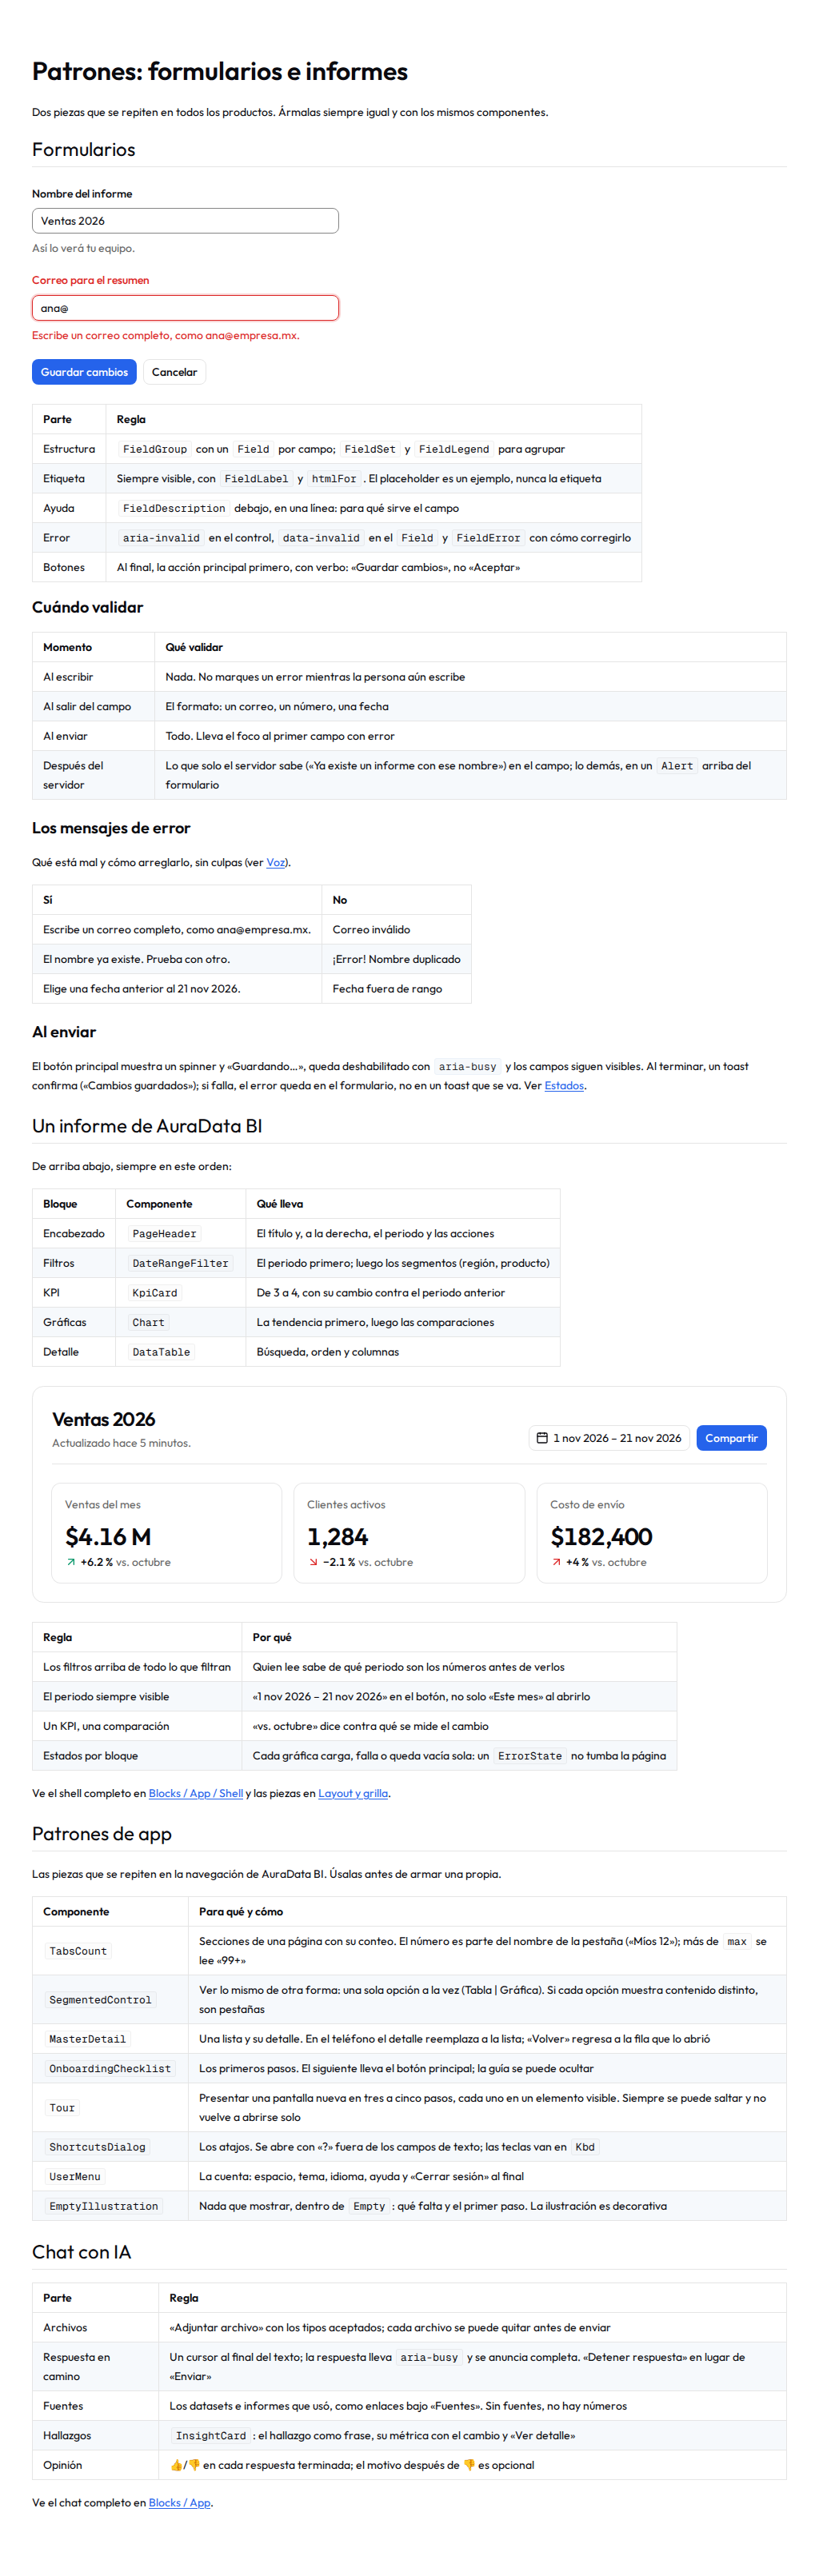 Patrones: formularios e informes
Dos piezas que se repiten en todos los productos. Ármalas siempre igual y con los mismos componentes.
Formularios
Nombre del informe
Ventas 2026
Así lo verá tu equipo.
Correo para el resumen
ana@
Escribe un correo completo, como ana@empresa.mx.
Guardar cambios Cancelar
Parte Regla
Estructura FieldGroup con un Field por campo; FieldSet y FieldLegend para agrupar
Etiqueta Siempre visible, con FieldLabel y htmlFor. El placeholder es un ejemplo, nunca la etiqueta
Ayuda FieldDescription debajo, en una línea: para qué sirve el campo
Error aria-invalid en el control, data-invalid en el Field y FieldError con cómo corregirlo
Botones Al final, la acción principal primero, con verbo: «Guardar cambios», no «Aceptar»
Cuándo validar
Momento Qué validar
Al escribir Nada. No marques un error mientras la persona aún escribe
Al salir del campo El formato: un correo, un número, una fecha
Al enviar Todo. Lleva el foco al primer campo con error
Después del servidor Lo que solo el servidor sabe («Ya existe un informe con ese nombre») en el campo; lo demás, en un Alert arriba del
formulario
Los mensajes de error
Qué está mal y cómo arreglarlo, sin culpas (ver Voz).
Sí No
Escribe un correo completo, como ana@empresa.mx. Correo inválido
El nombre ya existe. Prueba con otro. ¡Error! Nombre duplicado
Elige una fecha anterior al 21 nov 2026. Fecha fuera de rango
Al enviar
El botón principal muestra un spinner y «Guardando…», queda deshabilitado con aria-busy y los campos siguen visibles. Al terminar, un toast
confirma («Cambios guardados»); si falla, el error queda en el formulario, no en un toast que se va. Ver Estados.
Un informe de AuraData BI
De arriba abajo, siempre en este orden:
Bloque Componente Qué lleva
Encabezado PageHeader El título y, a la derecha, el periodo y las acciones
Filtros DateRangeFilter El periodo primero; luego los segmentos (región, producto)
KPI KpiCard De 3 a 4, con su cambio contra el periodo anterior
Gráficas Chart La tendencia primero, luego las comparaciones
Detalle DataTable Búsqueda, orden y columnas
Ventas 2026
Actualizado hace 5 minutos.
1 nov 2026 – 21 nov 2026 Compartir
Ventas del mes
$4.16 M
+6.2 % vs. octubre
Clientes activos
1,284
−2.1 % vs. octubre
Costo de envío
$182,400
+4 % vs. octubre
Regla Por qué
Los filtros arriba de todo lo que filtran Quien lee sabe de qué periodo son los números antes de verlos
El periodo siempre visible «1 nov 2026 – 21 nov 2026» en el botón, no solo «Este mes» al abrirlo
Un KPI, una comparación «vs. octubre» dice contra qué se mide el cambio
Estados por bloque Cada gráfica carga, falla o queda vacía sola: un ErrorState no tumba la página
Ve el shell completo en Blocks / App / Shell y las piezas en Layout y grilla.
Patrones de app
Las piezas que se repiten en la navegación de AuraData BI. Úsalas antes de armar una propia.
Componente Para qué y cómo
TabsCount Secciones de una página con su conteo. El número es parte del nombre de la pestaña («Míos 12»); más de max se
lee «99+»
SegmentedControl Ver lo mismo de otra forma: una sola opción a la vez (Tabla | Gráfica). Si cada opción muestra contenido distinto,
son pestañas
MasterDetail Una lista y su detalle. En el teléfono el detalle reemplaza a la lista; «Volver» regresa a la fila que lo abrió
OnboardingChecklist Los primeros pasos. El siguiente lleva el botón principal; la guía se puede ocultar
Tour Presentar una pantalla nueva en tres a cinco pasos, cada uno en un elemento visible. Siempre se puede saltar y no
vuelve a abrirse solo
ShortcutsDialog Los atajos. Se abre con «?» fuera de los campos de texto; las teclas van en Kbd
UserMenu La cuenta: espacio, tema, idioma, ayuda y «Cerrar sesión» al final
EmptyIllustration Nada que mostrar, dentro de Empty: qué falta y el primer paso. La ilustración es decorativa
Chat con IA
Parte Regla
Archivos «Adjuntar archivo» con los tipos aceptados; cada archivo se puede quitar antes de enviar
Respuesta en camino Un cursor al final del texto; la respuesta lleva aria-busy y se anuncia completa. «Detener respuesta» en lugar de
«Enviar»
Fuentes Los datasets e informes que usó, como enlaces bajo «Fuentes». Sin fuentes, no hay números
Hallazgos InsightCard: el hallazgo como frase, su métrica con el cambio y «Ver detalle»
Opinión 👍/👎 en cada respuesta terminada; el motivo después de 👎 es opcional
Ve el chat completo en Blocks / App.